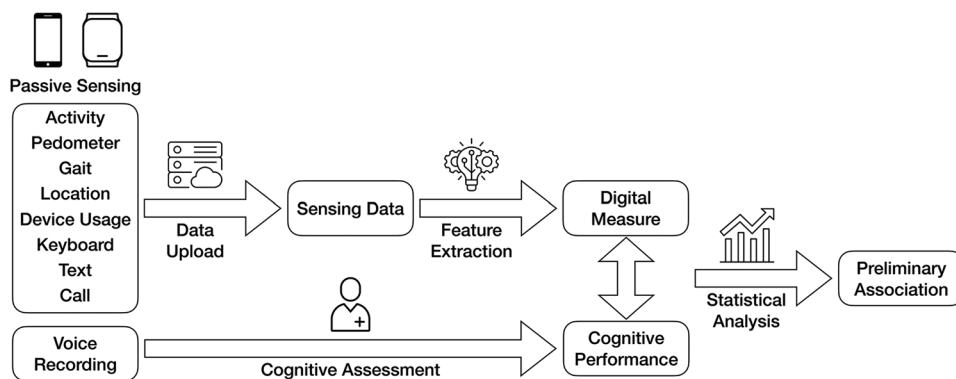 Passive Sensing
Activity
Pedometer
Gait
Location
Device Usage
Keyboard
Text
Call
Data
Upload
Sensing Data
Feature
Extraction
Digital
Measure
Statistical
Analysis
Preliminary
Association
Voice
Recording
Cognitive Assessment
Cognitive
Performance